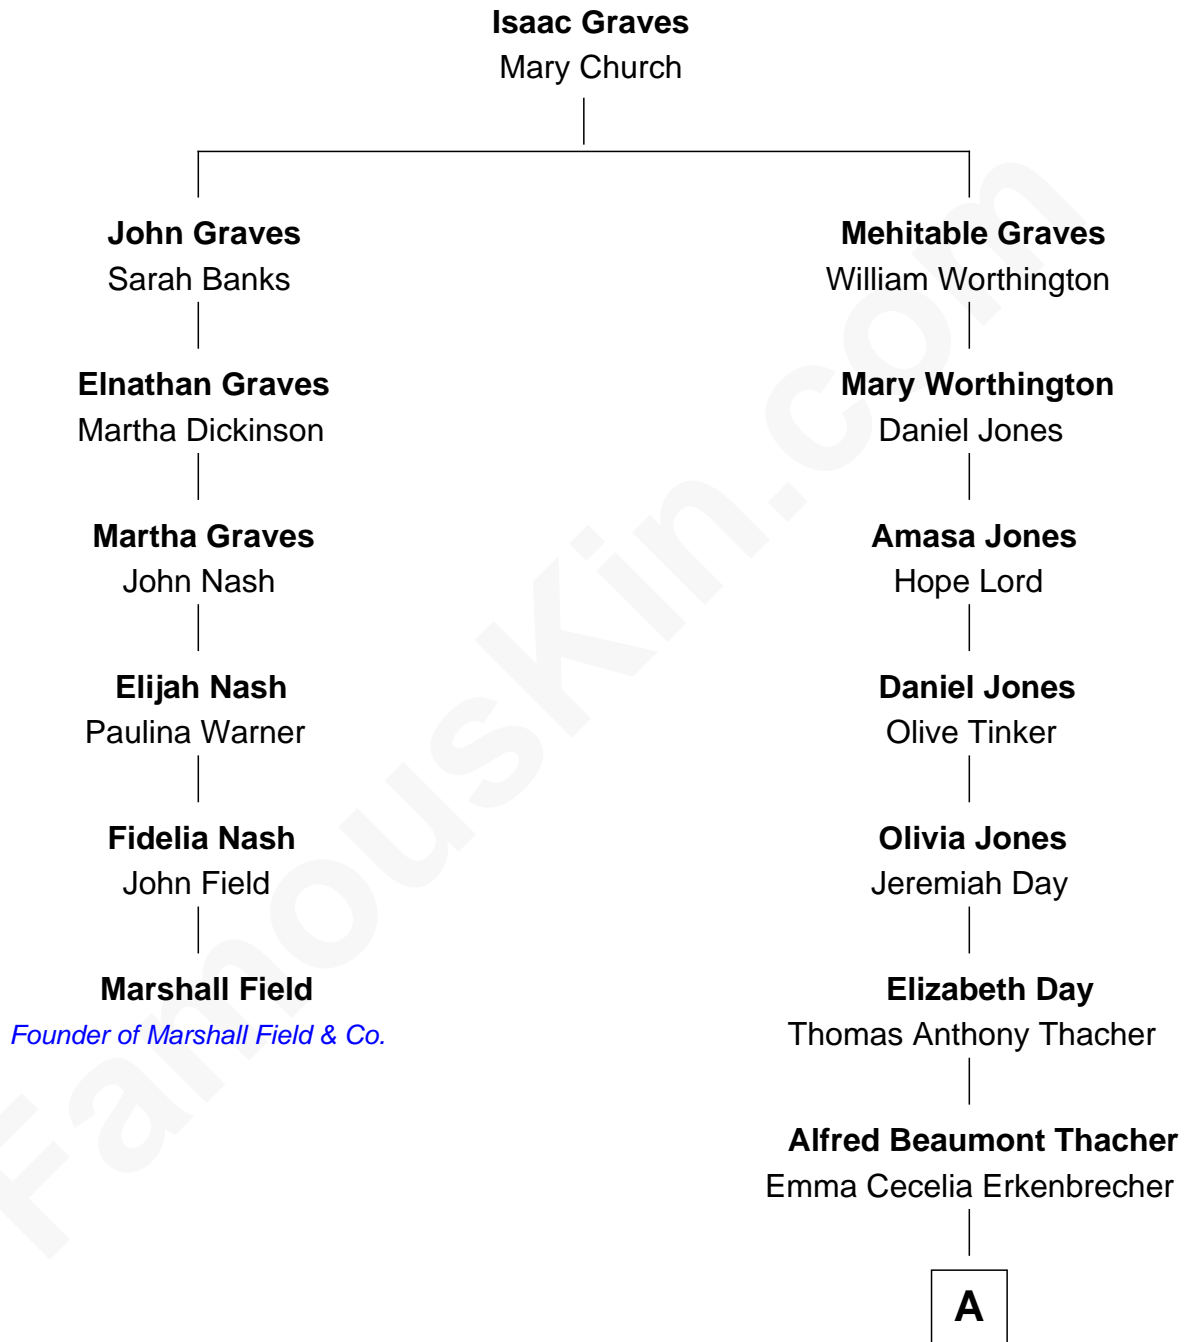 Isaac Graves
Mary Church
John Graves
Sarah Banks
Elnathan Graves
Martha Dickinson
Martha Graves
John Nash
Elijah Nash
Paulina Warner
Fidelia Nash
John Field
Marshall Field
Founder of Marshall Field & Co.
Mehitable Graves
William Worthington
Mary Worthington
Daniel Jones
Amasa Jones
Hope Lord
Daniel Jones
Olive Tinker
Olivia Jones
Jeremiah Day
Elizabeth Day
Thomas Anthony Thacher
Alfred Beaumont Thacher
Emma Cecelia Erkenbrecher
A
FamousKin.com